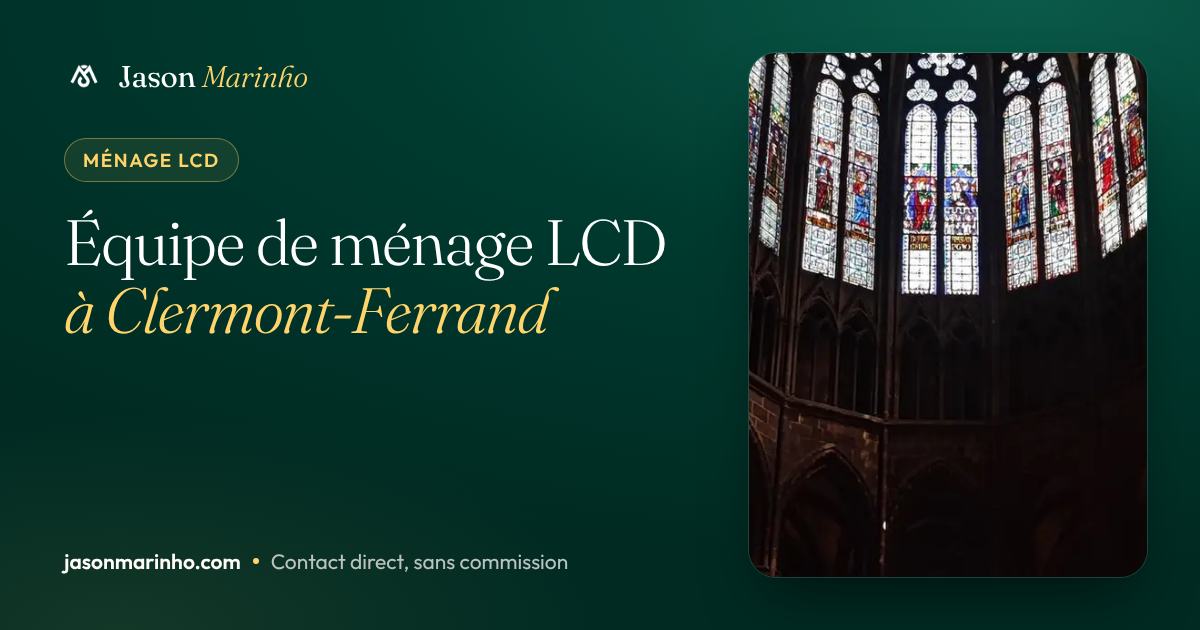 Jason Marinho
MÉNAGE LCD
Équipe de ménage LCD
à Clermont-Ferrand
jasonmarinho.com • Contact direct, sans commission